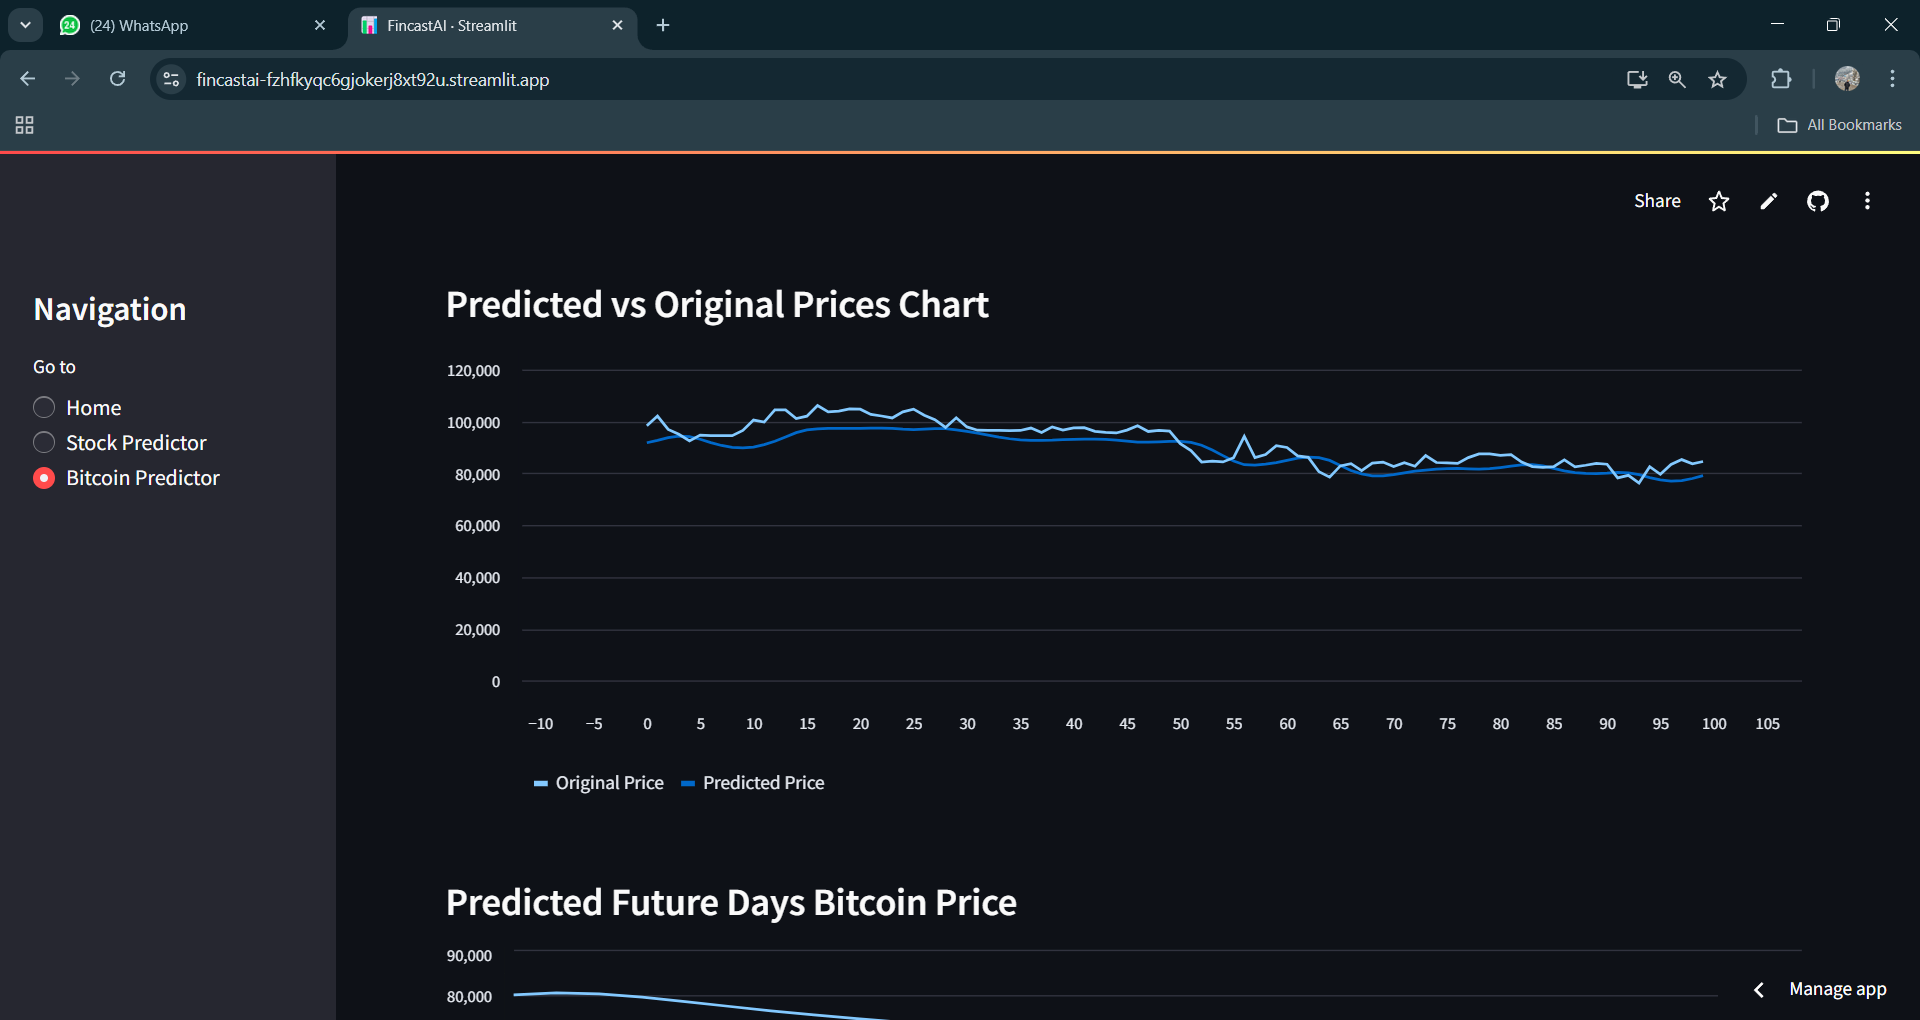 24
(24) WhatsApp
FincastAI · Streamlit
fincastai-fzhfkyqc6gjokerj8xt92u.streamlit.app
All Bookmarks
Share
Navigation
Go to
Home
Stock Predictor
Bitcoin Predictor
Predicted vs Original Prices Chart
120,000
100,000
80,000
60,000
40,000
20,000
0
−10 −5 0 5 10 15 20 25 30 35 40 45 50 55 60 65 70 75 80 85 90 95 100 105
Original Price Predicted Price
Predicted Future Days Bitcoin Price
90,000
80,000
Manage app